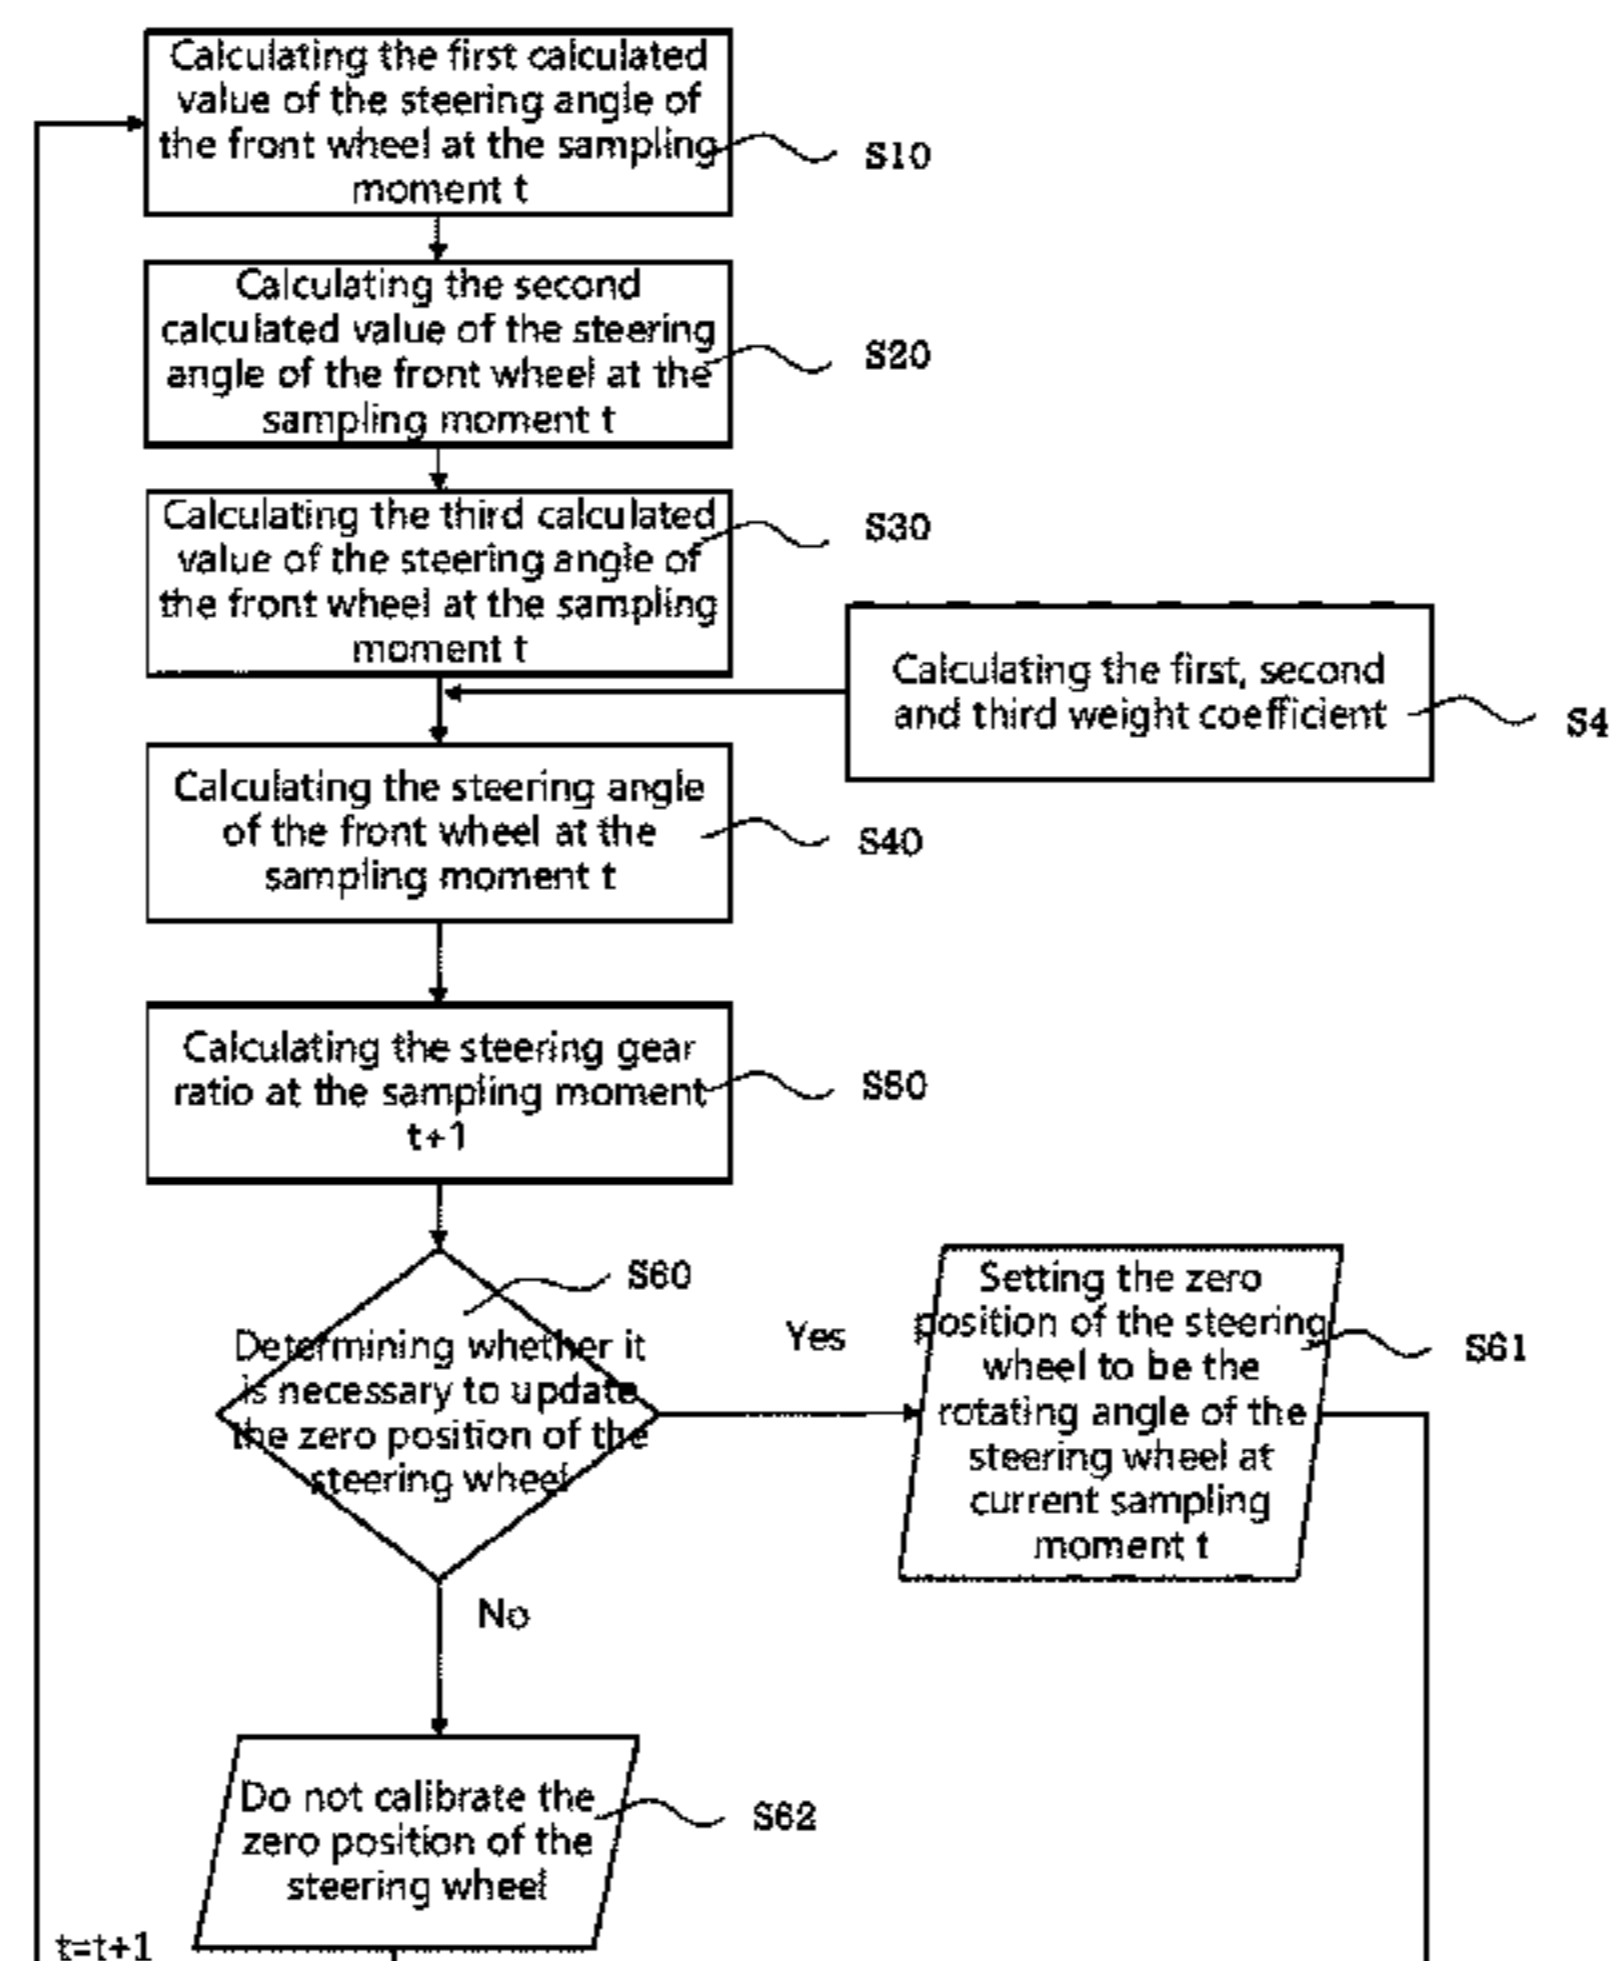 Calculating the first calculated
value of the steering angle of
the front wheel at the sampling
moment t
S10
Calculating the second
calculated value of the steering
angle of the front wheel at the
sampling moment t
S20
Calculating the third calculated
value of the steering angle of
the front wheel at the sampling
moment t
S30
Calculating the first, second
and third weight coefficient
S4
Calculating the steering angle
of the front wheel at the
sampling moment t
S40
Calculating the steering gear
ratio at the sampling moment
t+1
S60
Determining whether it
is necessary to update
the zero position of the
steering wheel
Yes
Setting the zero
position of the steering
wheel to be the
rotating angle of the
steering wheel at
current sampling
moment t
S61
No
Do not calibrate the
zero position of the
steering wheel
S62
t=t+1